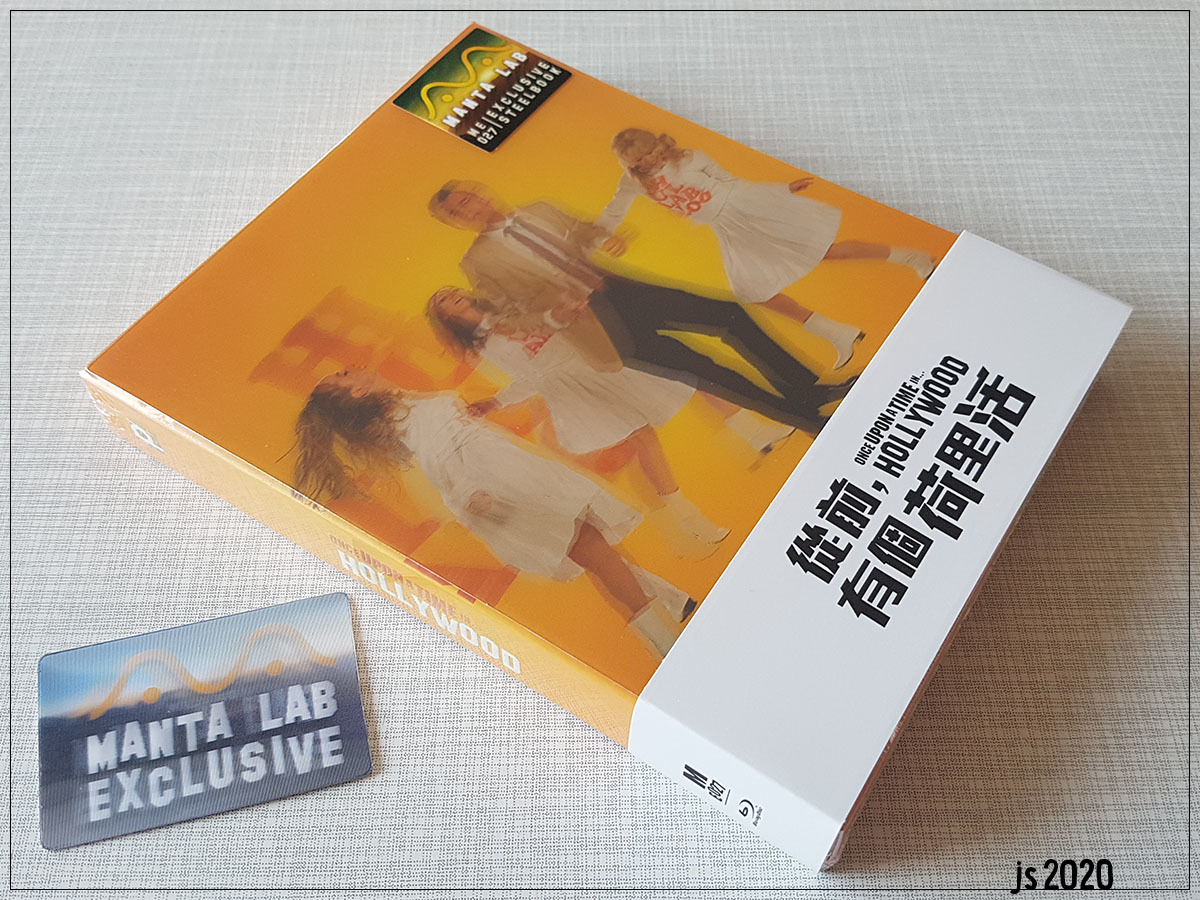 MANTA LAB
ME|EXCLUSIVE
027|STEELBOOK
ONCE UPON A TIME IN...
HOLLYWOOD
從前,
有個荷里活
ONCE UPON A TIME IN
HOLLYWOOD
M
027
MANTA LAB
EXCLUSIVE
js 2020